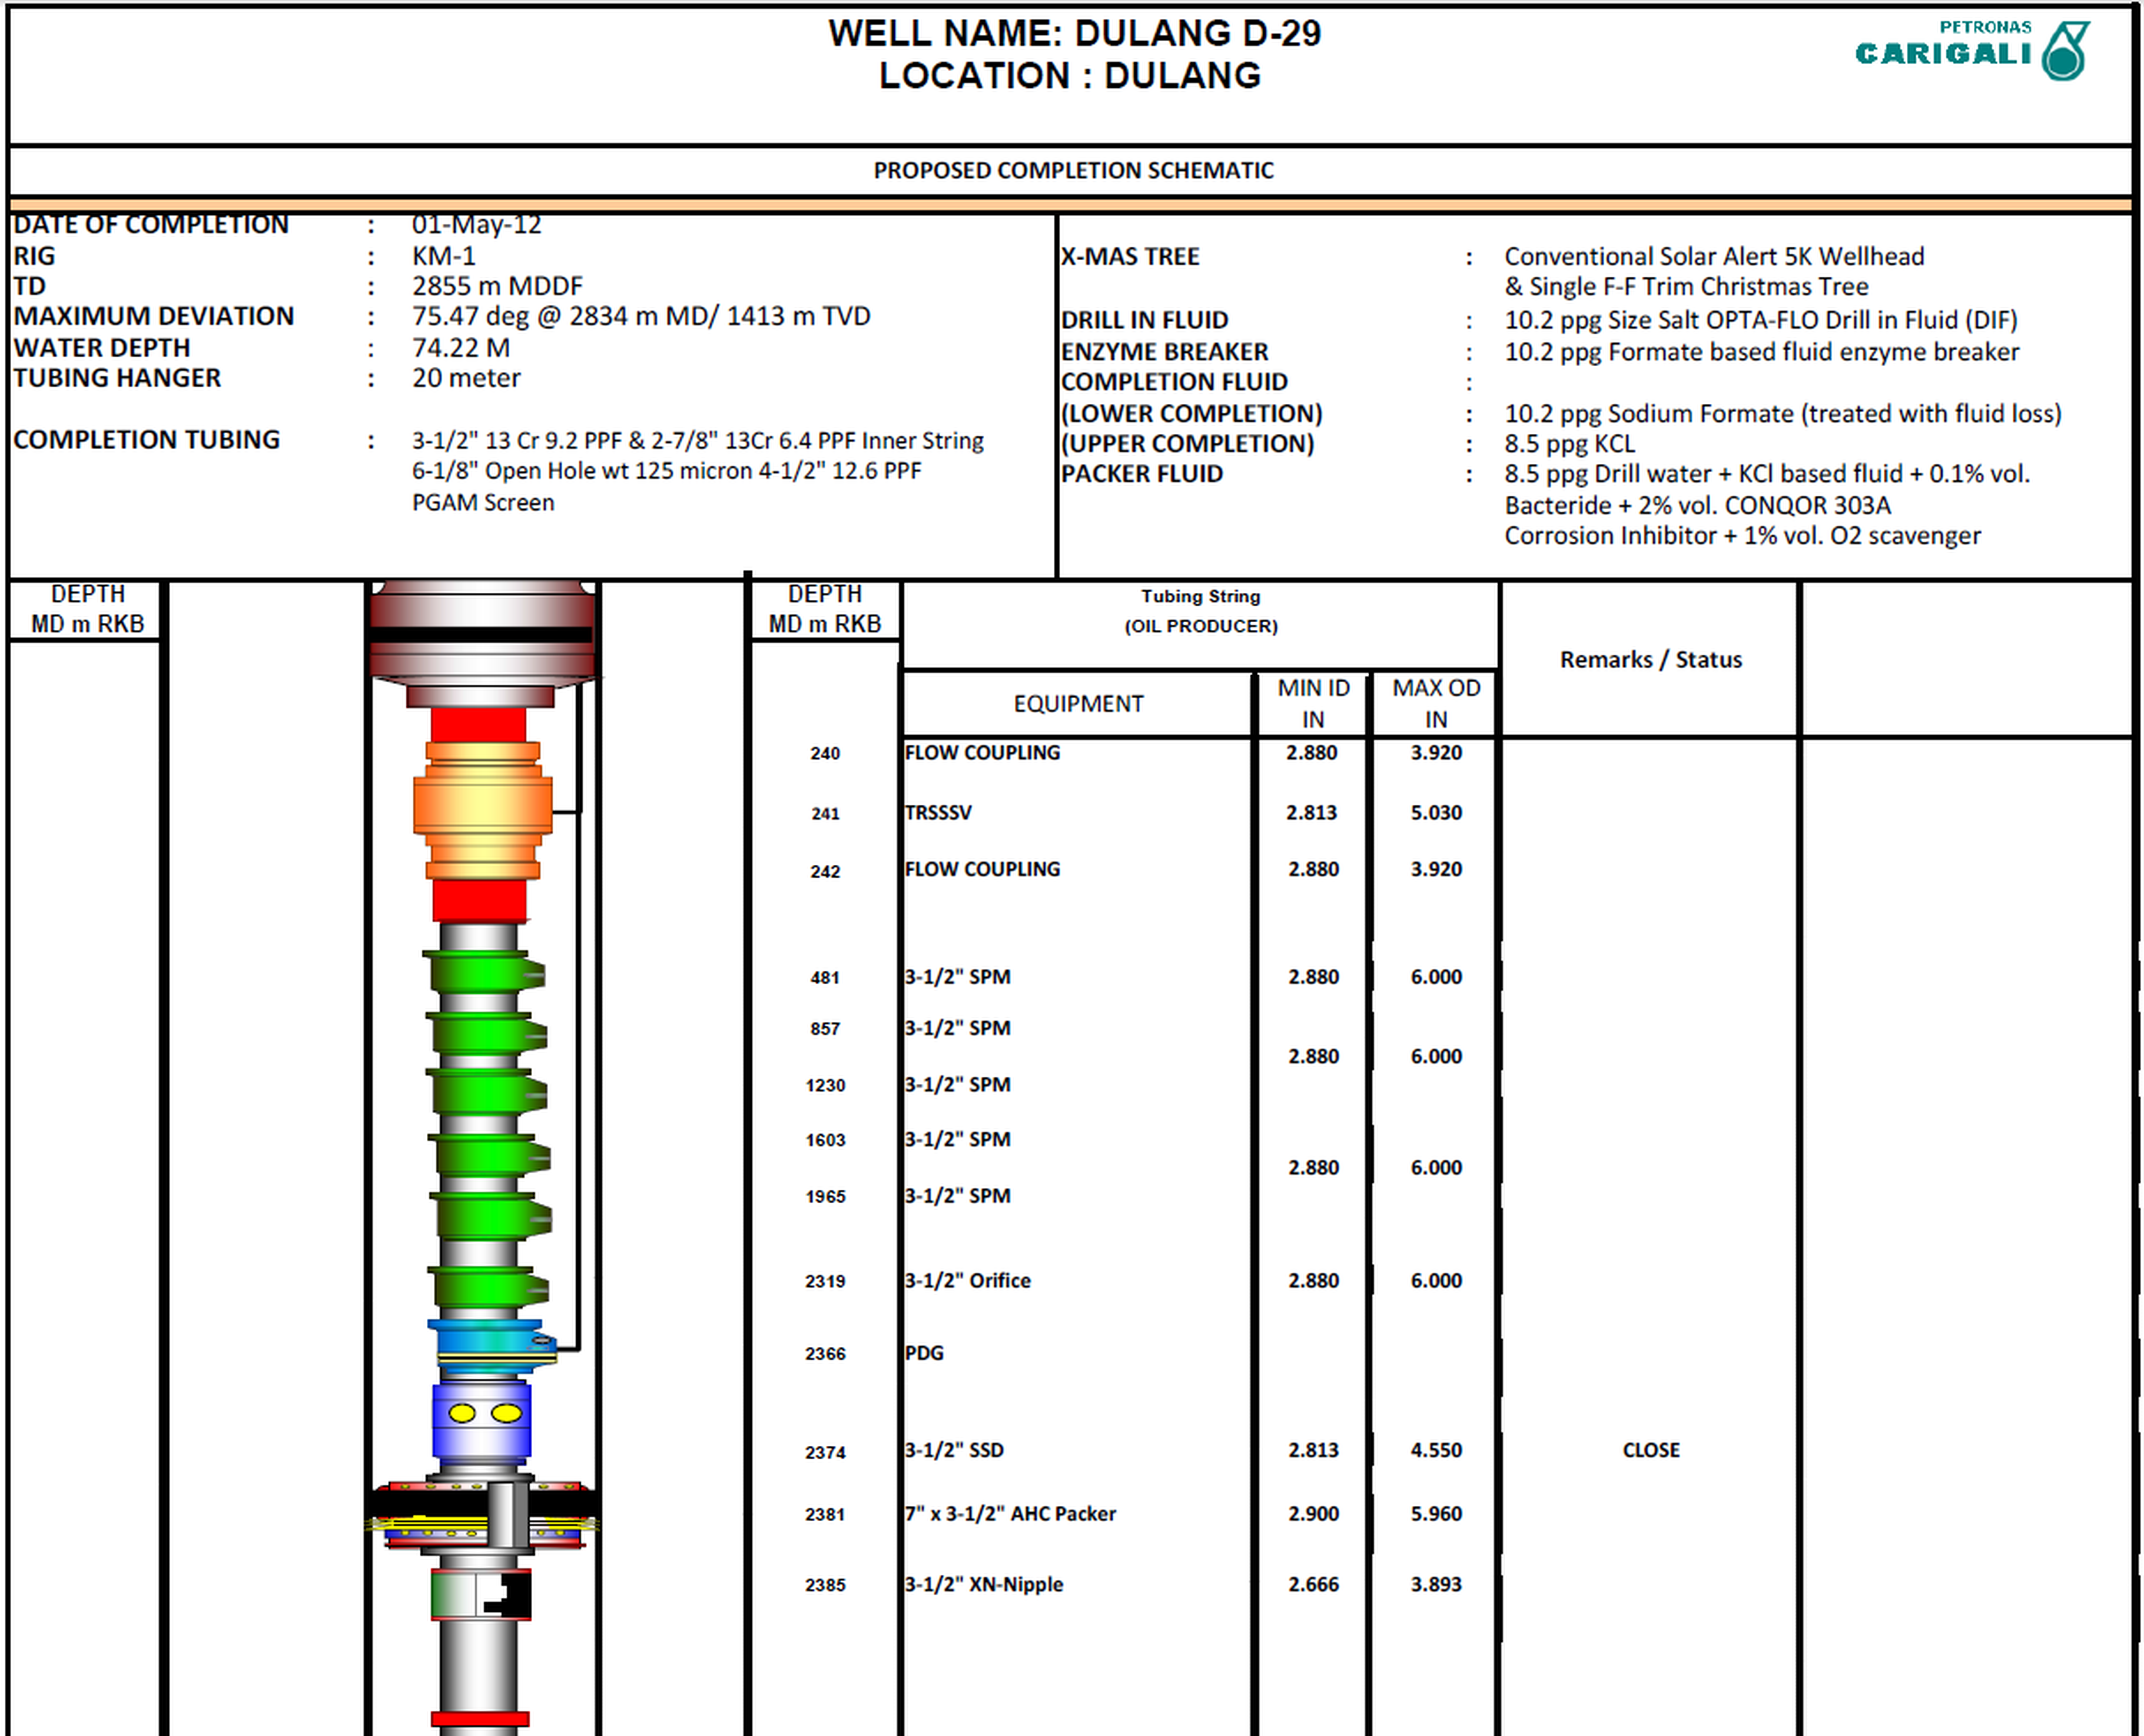 WELL NAME: DULANG D-29
LOCATION : DULANG
PETRONAS
CARIGALI
PROPOSED COMPLETION SCHEMATIC
DATE OF COMPLETION : 01-May-12
RIG : KM-1
TD : 2855 m MDDF
MAXIMUM DEVIATION : 75.47 deg @ 2834 m MD/ 1413 m TVD
WATER DEPTH : 74.22 M
TUBING HANGER : 20 meter
COMPLETION TUBING : 3-1/2" 13 Cr 9.2 PPF & 2-7/8" 13Cr 6.4 PPF Inner String
6-1/8" Open Hole wt 125 micron 4-1/2" 12.6 PPF
PGAM Screen
X-MAS TREE : Conventional Solar Alert 5K Wellhead
& Single F-F Trim Christmas Tree
DRILL IN FLUID : 10.2 ppg Size Salt OPTA-FLO Drill in Fluid (DIF)
ENZYME BREAKER : 10.2 ppg Formate based fluid enzyme breaker
COMPLETION FLUID :
(LOWER COMPLETION) : 10.2 ppg Sodium Formate (treated with fluid loss)
(UPPER COMPLETION) : 8.5 ppg KCL
PACKER FLUID : 8.5 ppg Drill water + KCl based fluid + 0.1% vol.
Bacteride + 2% vol. CONQOR 303A
Corrosion Inhibitor + 1% vol. O2 scavenger
DEPTH
MD m RKB
DEPTH
MD m RKB
Tubing String
(OIL PRODUCER)
Remarks / Status
EQUIPMENT
MIN ID
IN
MAX OD
IN
240 FLOW COUPLING 2.880 3.920
241 TRSSSV 2.813 5.030
242 FLOW COUPLING 2.880 3.920
481 3-1/2" SPM 2.880 6.000
857 3-1/2" SPM
2.880 6.000
1230 3-1/2" SPM
1603 3-1/2" SPM
2.880 6.000
1965 3-1/2" SPM
2319 3-1/2" Orifice 2.880 6.000
2366 PDG
2374 3-1/2" SSD 2.813 4.550 CLOSE
2381 7" x 3-1/2" AHC Packer 2.900 5.960
2385 3-1/2" XN-Nipple 2.666 3.893